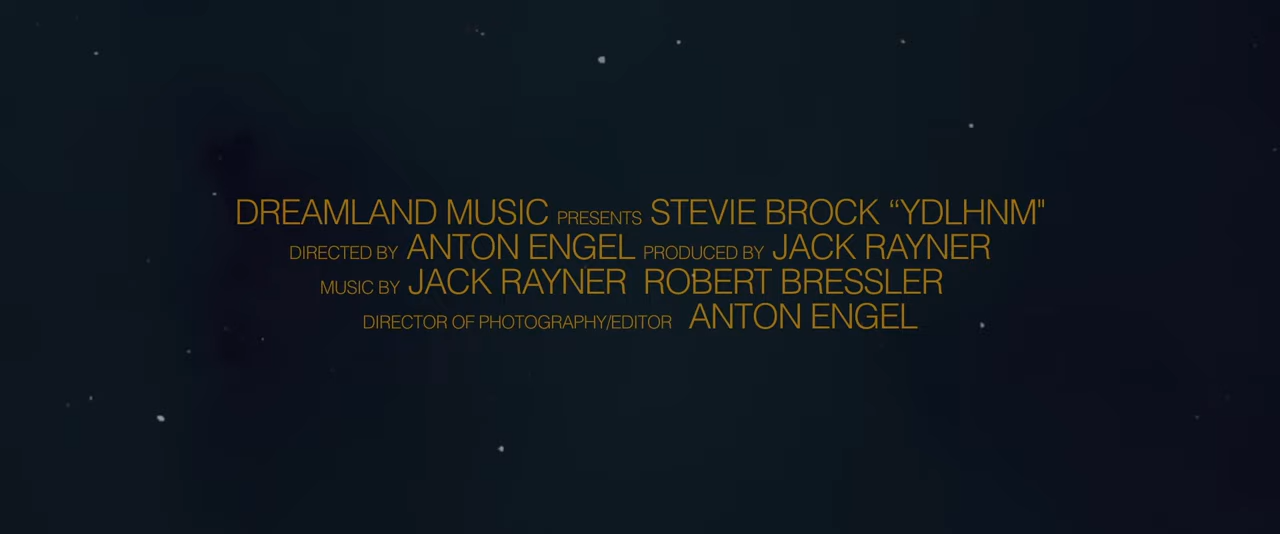 DREAMLAND MUSIC PRESENTS STEVIE BROCK “YDLHNM"
DIRECTED BY ANTON ENGEL PRODUCED BY JACK RAYNER
MUSIC BY JACK RAYNER ROBERT BRESSLER
DIRECTOR OF PHOTOGRAPHY/EDITOR ANTON ENGEL